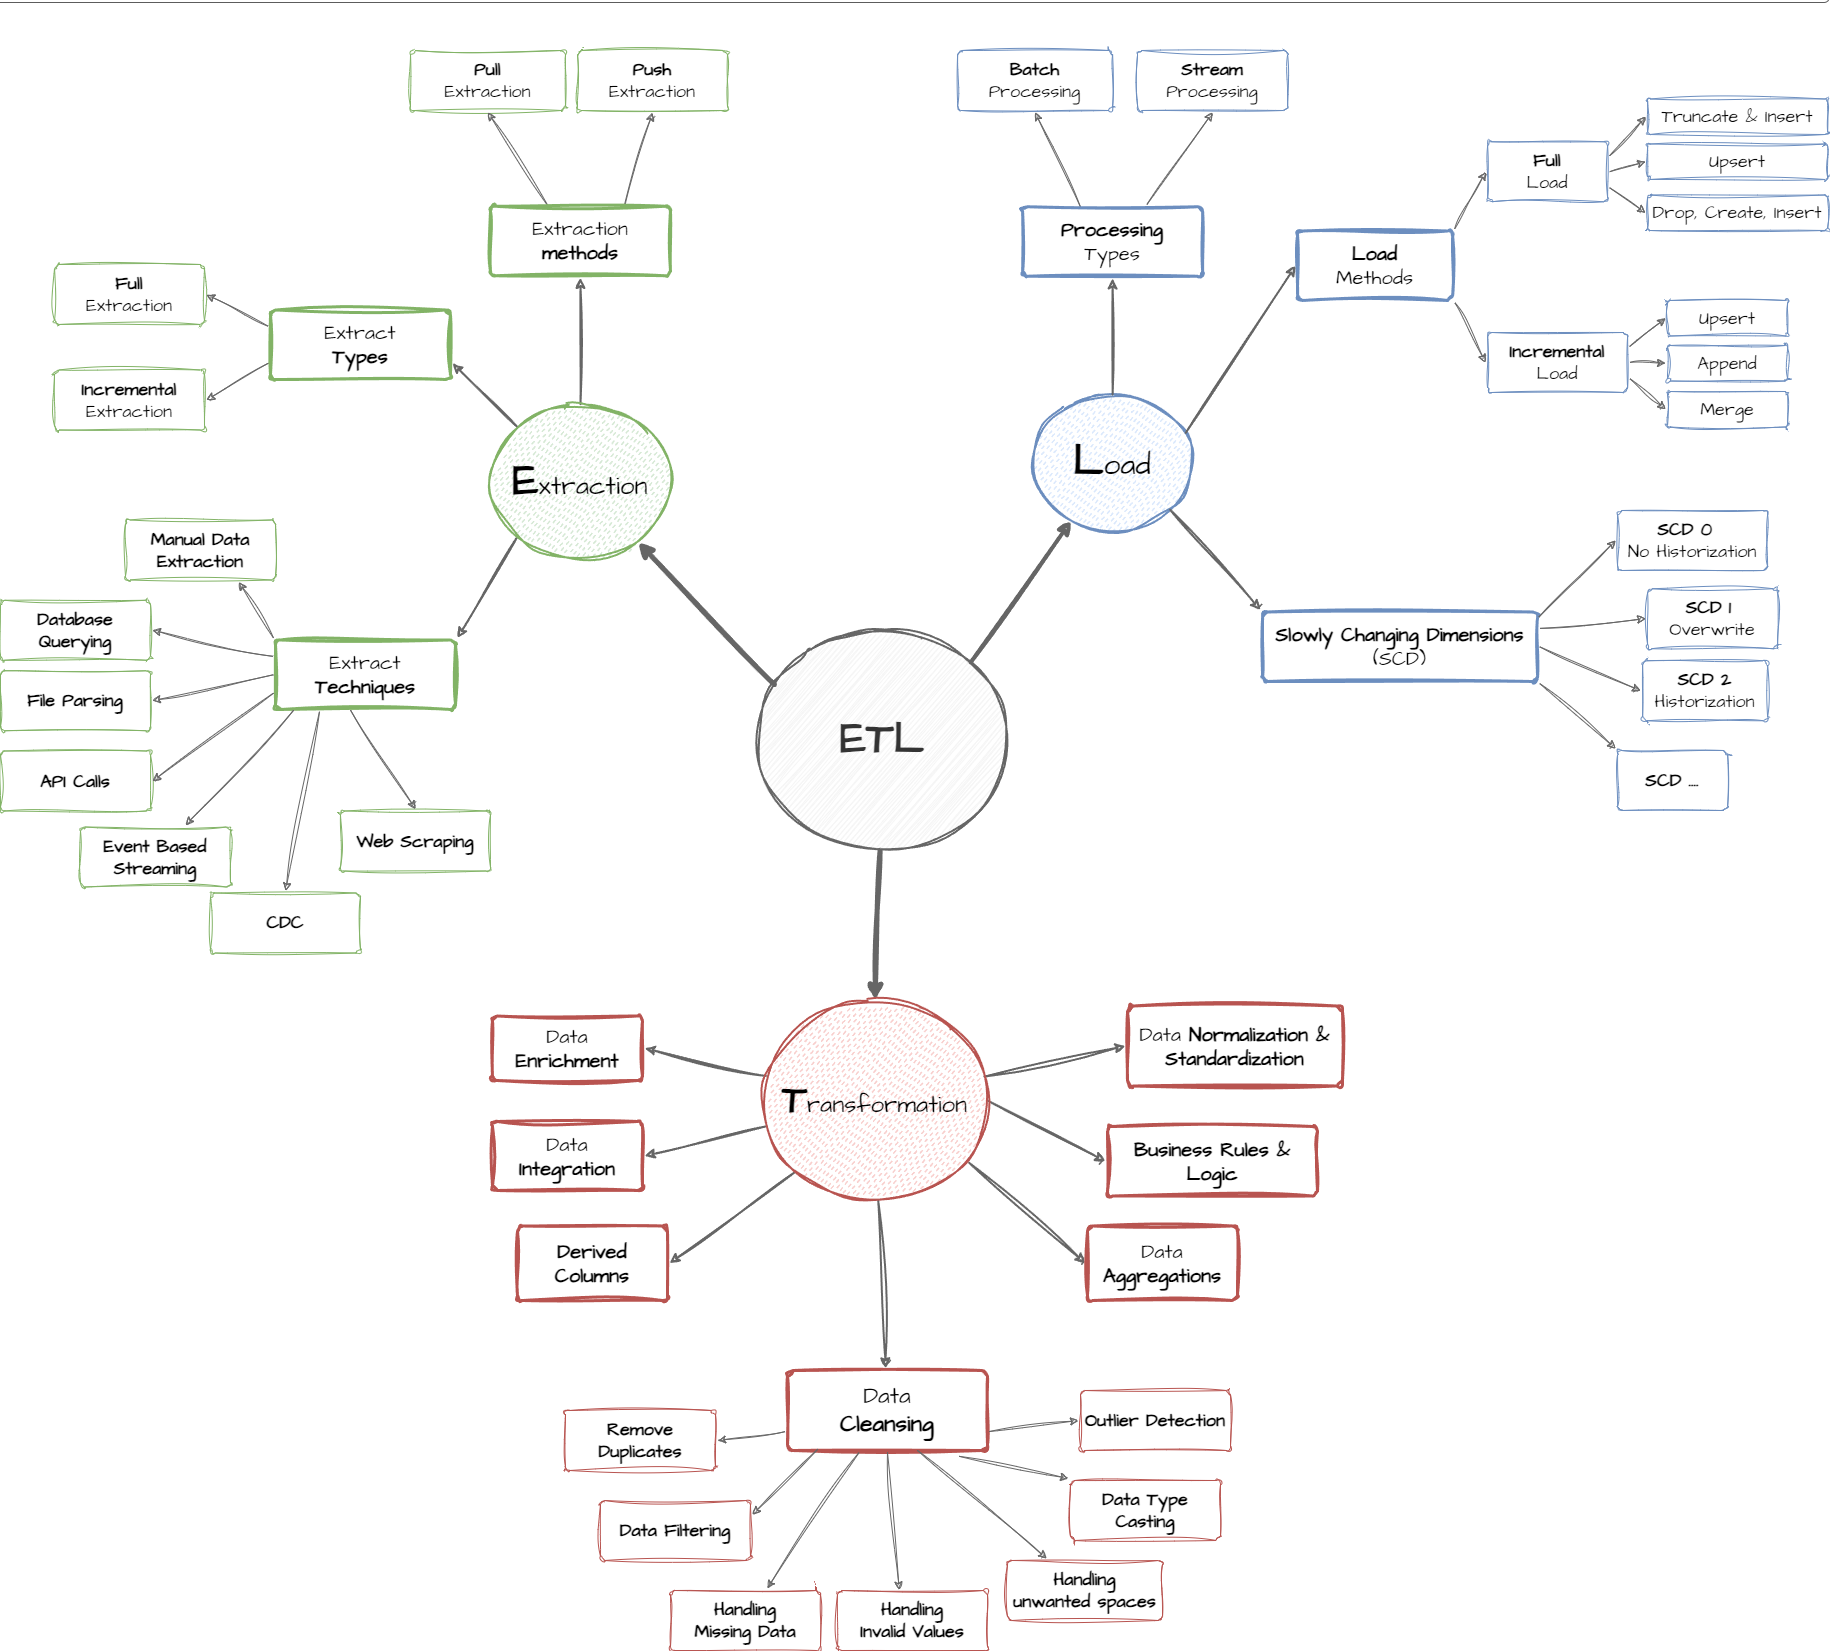 Pull
Extraction
Push
Extraction
Extraction
methods
Full
Extraction
Incremental
Extraction
Extract
Types
Extraction
Manual Data
Extraction
Database
Querying
File Parsing
API Calls
Event Based
Streaming
CDC
Web Scraping
Extract
Techniques
ETL
Batch
Processing
Stream
Processing
Processing
Types
Load
Load
Methods
Full
Load
Truncate & Insert
Upsert
Drop, Create, Insert
Incremental
Load
Upsert
Append
Merge
Slowly Changing Dimensions
(SCD)
SCD 0
No Historization
SCD 1
Overwrite
SCD 2
Historization
SCD ....
Transformation
Data
Enrichment
Data
Integration
Derived
Columns
Data Normalization &
Standardization
Business Rules &
Logic
Data
Aggregations
Data
Cleansing
Remove
Duplicates
Data Filtering
Handling
Missing Data
Handling
Invalid Values
Handling
unwanted spaces
Data Type
Casting
Outlier Detection